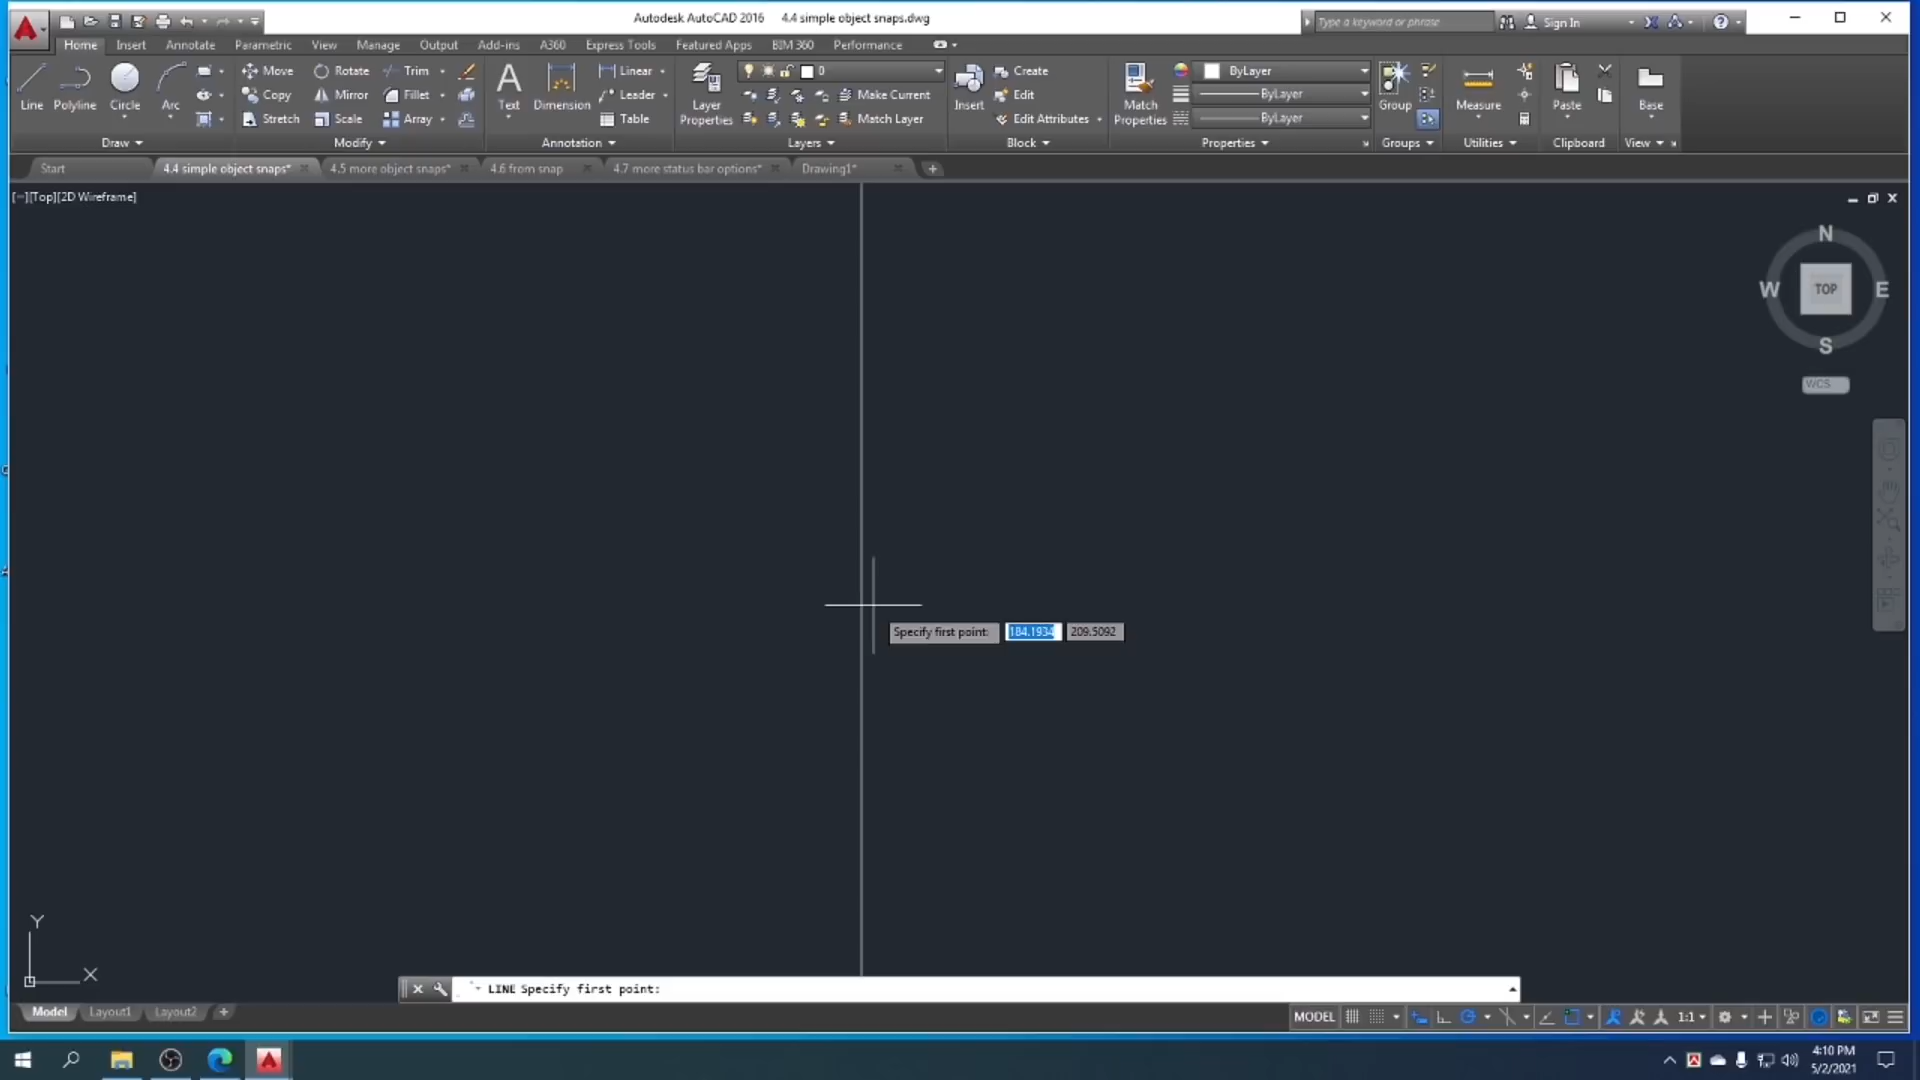 Autodesk AutoCAD 2016 4.4 simple object snaps.dwg
Type a keyword or phrase
Sign In
Home Insert Annotate Parametric View Manage Output Add-ins A360 Express Tools Featured Apps BIM 360 Performance
Line Polyline Circle Arc
Move Rotate Trim
Copy Mirror Fillet
Stretch Scale Array
Text Dimension
Linear
Leader
Table
Layer Properties
0
Make Current
Match Layer
Insert
Create
Edit
Edit Attributes
Match Properties
ByLayer
ByLayer
ByLayer
Group
Measure
Paste
Base
Draw Modify Annotation Layers Block Properties Groups Utilities Clipboard View
Start 4.4 simple object snaps* 4.5 more object snaps* 4.6 from snap 4.7 more status bar options* Drawing1*
[−][Top][2D Wireframe]
N
W TOP E
S
WCS
Specify first point: 184.1934 209.5092
Y
X
LINE Specify first point:
Model Layout1 Layout2
MODEL 1:1
4:10 PM
5/2/2021